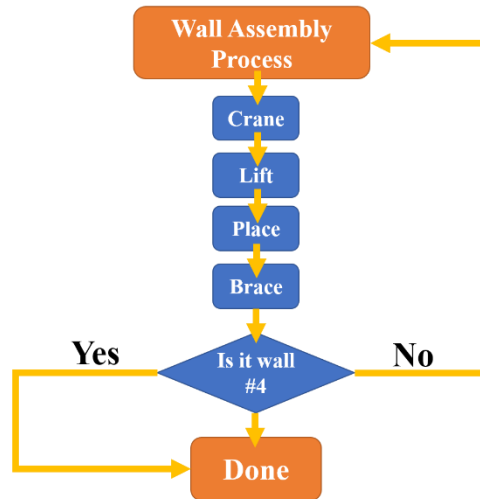 Wall Assembly
Process
Crane
Lift
Place
Brace
Yes
Is it wall
#4
No
Done